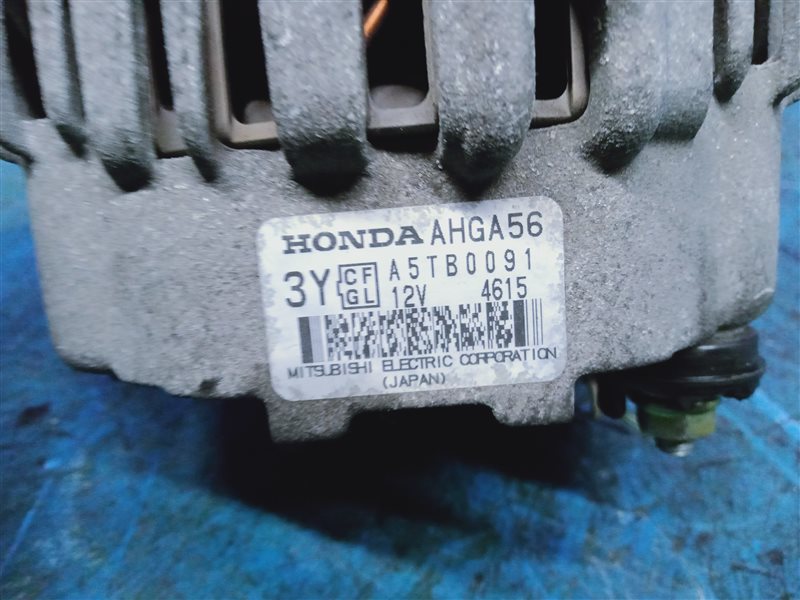 HONDA AHGA56
3Y CF GL A5TB0091
12V 4615
MITSUBISHI ELECTRIC CORPORATION
(JAPAN)